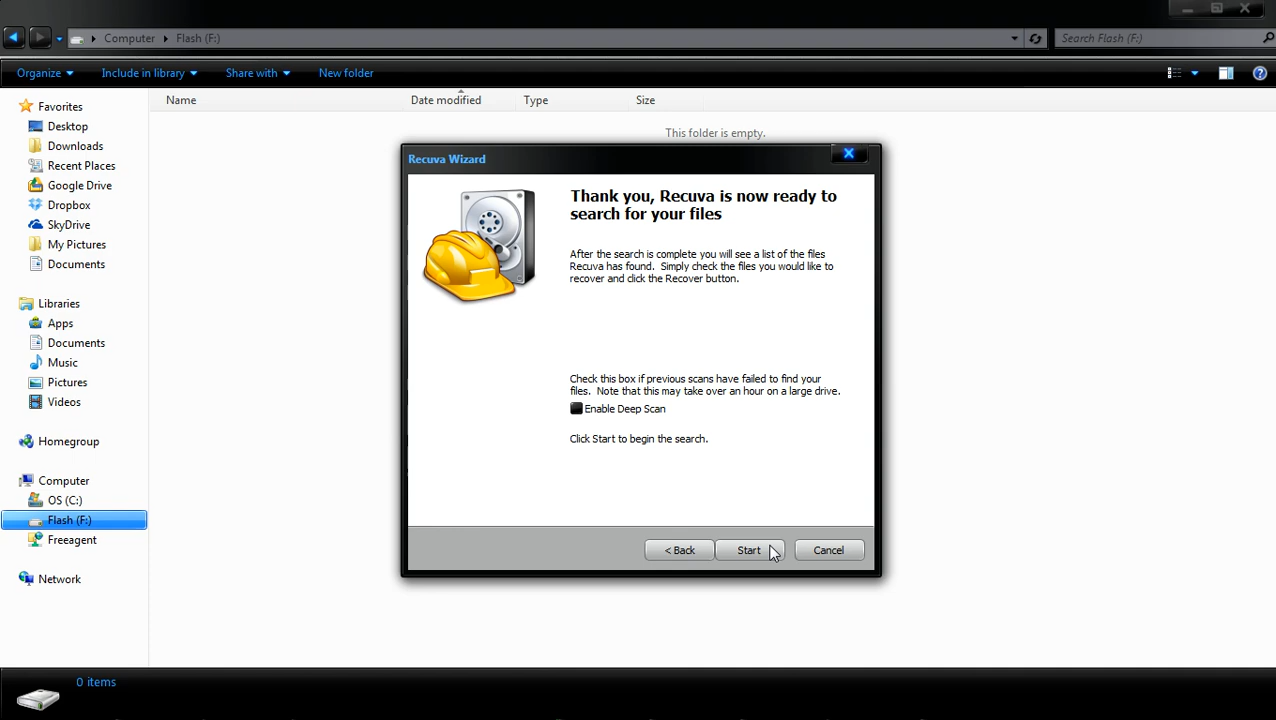 Computer Flash (F:) Search Flash (F:)
Organize Include in library Share with New folder
Name Date modified Type Size
This folder is empty.
Favorites
Desktop
Downloads
Recent Places
Google Drive
Dropbox
SkyDrive
My Pictures
Documents
Libraries
Apps
Documents
Music
Pictures
Videos
Homegroup
Computer
OS (C:)
Flash (F:)
Freeagent
Network
Recuva Wizard
Thank you, Recuva is now ready to
search for your files
After the search is complete you will see a list of the files
Recuva has found. Simply check the files you would like to
recover and click the Recover button.
Check this box if previous scans have failed to find your
files. Note that this may take over an hour on a large drive.
Enable Deep Scan
Click Start to begin the search.
< Back Start Cancel
0 items